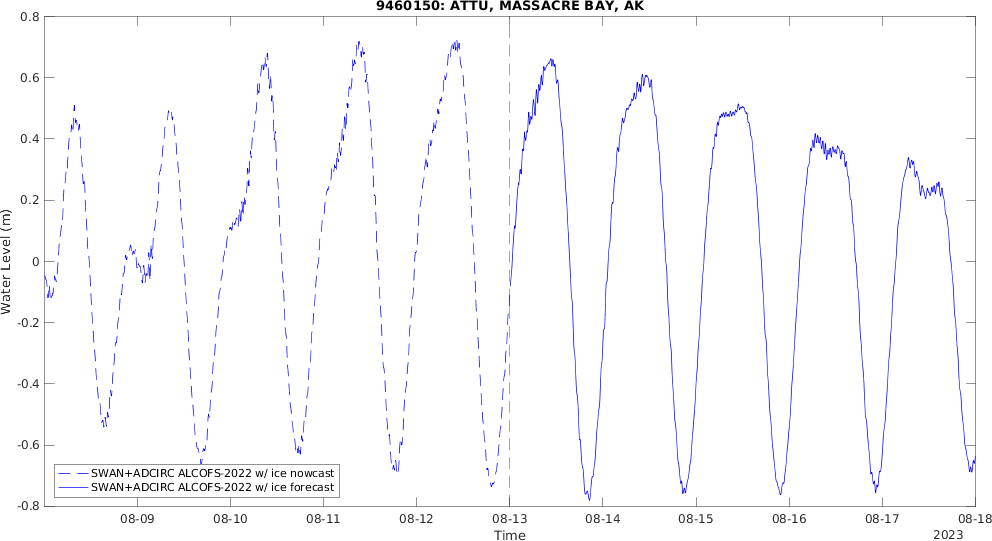 9460150: ATTU, MASSACRE BAY, AK
0.8
0.6
0.4
0.2
0
-0.2
-0.4
-0.6
-0.8
Water Level (m)
SWAN+ADCIRC ALCOFS-2022 w/ ice nowcast
SWAN+ADCIRC ALCOFS-2022 w/ ice forecast
08-09 08-10 08-11 08-12 08-13 08-14 08-15 08-16 08-17 08-18
Time
2023